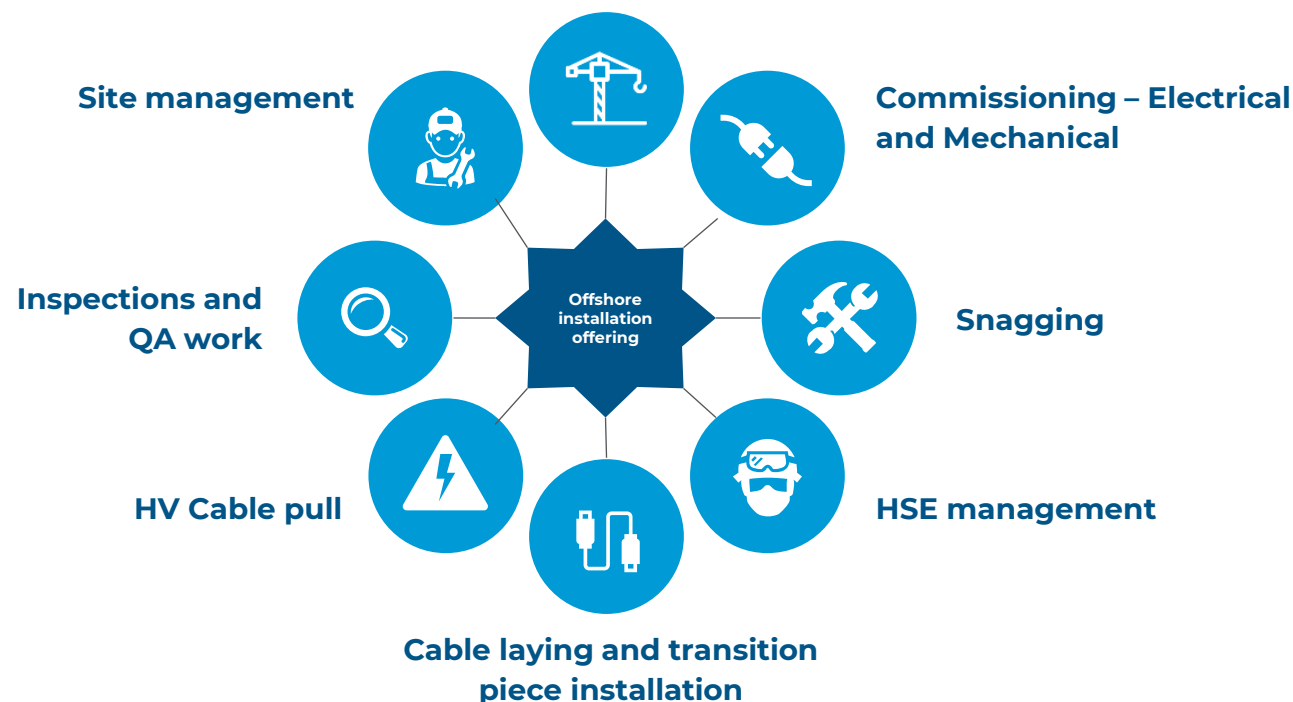 Site management
Commissioning – Electrical
and Mechanical
Inspections and
QA work
Offshore
installation
offering
Snagging
HV Cable pull
HSE management
Cable laying and transition
piece installation